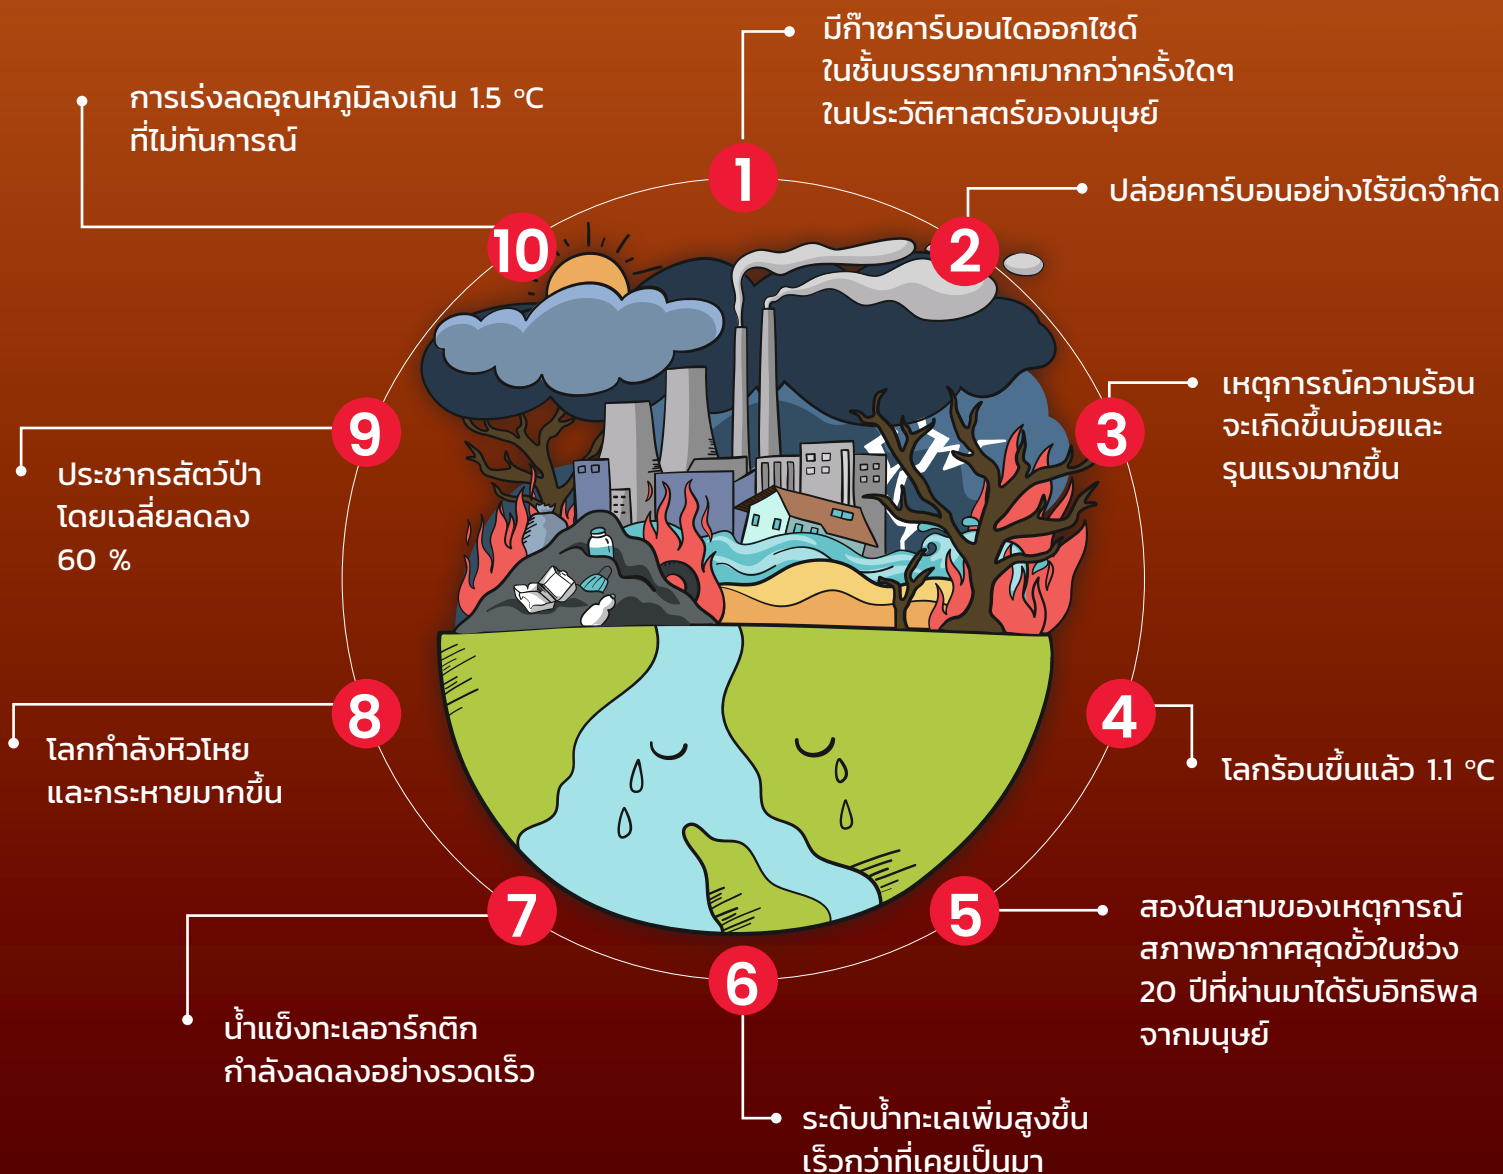 1
มีก๊าซคาร์บอนไดออกไซด์
ในชั้นบรรยากาศมากกว่าครั้งใดๆ
ในประวัติศาสตร์ของมนุษย์
2
ปล่อยคาร์บอนอย่างไร้ขีดจำกัด
3
เหตุการณ์ความร้อน
จะเกิดขึ้นบ่อยและ
รุนแรงมากขึ้น
4
โลกร้อนขึ้นแล้ว 1.1 °C
5
สองในสามของเหตุการณ์
สภาพอากาศสุดขั้วในช่วง
20 ปีที่ผ่านมาได้รับอิทธิพล
จากมนุษย์
6
ระดับน้ำทะเลเพิ่มสูงขึ้น
เร็วกว่าที่เคยเป็นมา
7
น้ำแข็งทะเลอาร์กติก
กำลังลดลงอย่างรวดเร็ว
8
โลกกำลังหิวโหย
และกระหายมากขึ้น
9
ประชากรสัตว์ป่า
โดยเฉลี่ยลดลง
60 %
10
การเร่งลดอุณหภูมิลงเกิน 1.5 °C
ที่ไม่ทันการณ์